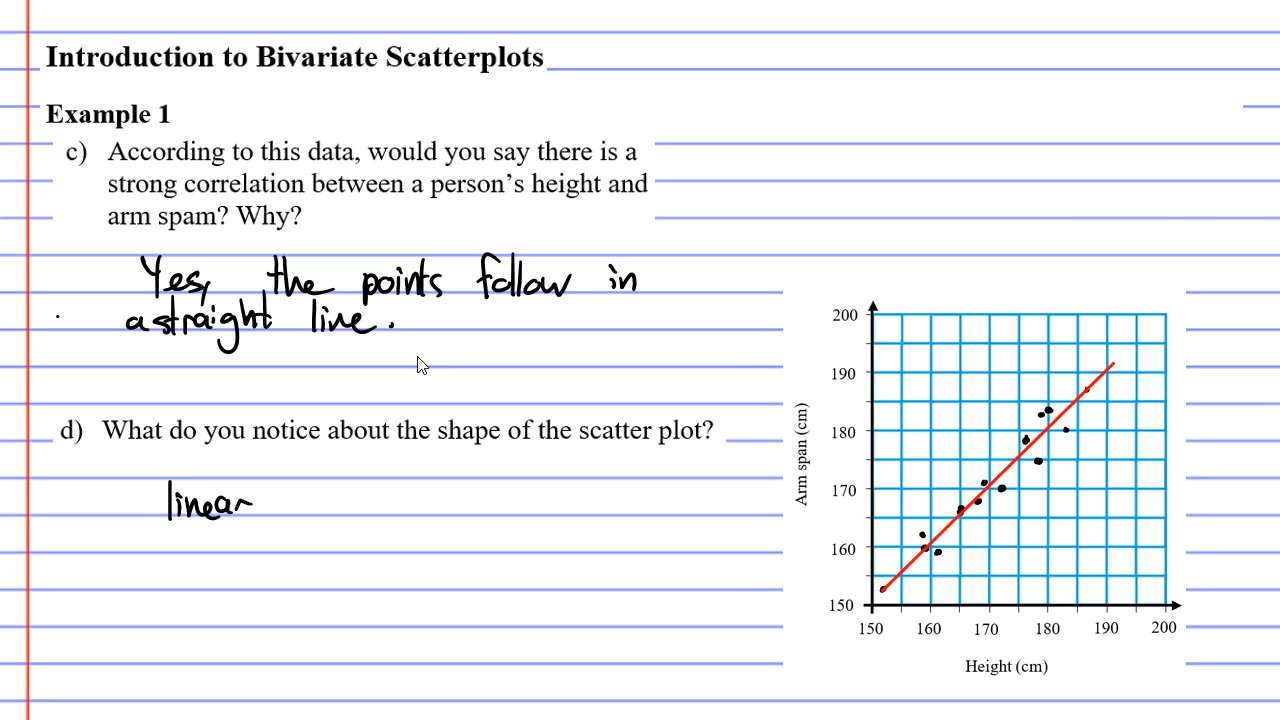 Introduction to Bivariate Scatterplots
Example 1
c) According to this data, would you say there is a
strong correlation between a person's height and
arm spam? Why?
Yes, the points follow in
a straight line.
d) What do you notice about the shape of the scatter plot?
linear
200
190
180
170
160
150
Arm span (cm)
150 160 170 180 190 200
Height (cm)